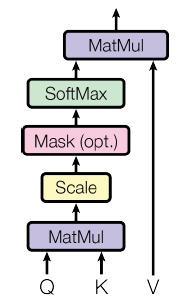 MatMul
SoftMax
Mask (opt.)
Scale
MatMul
Q K V